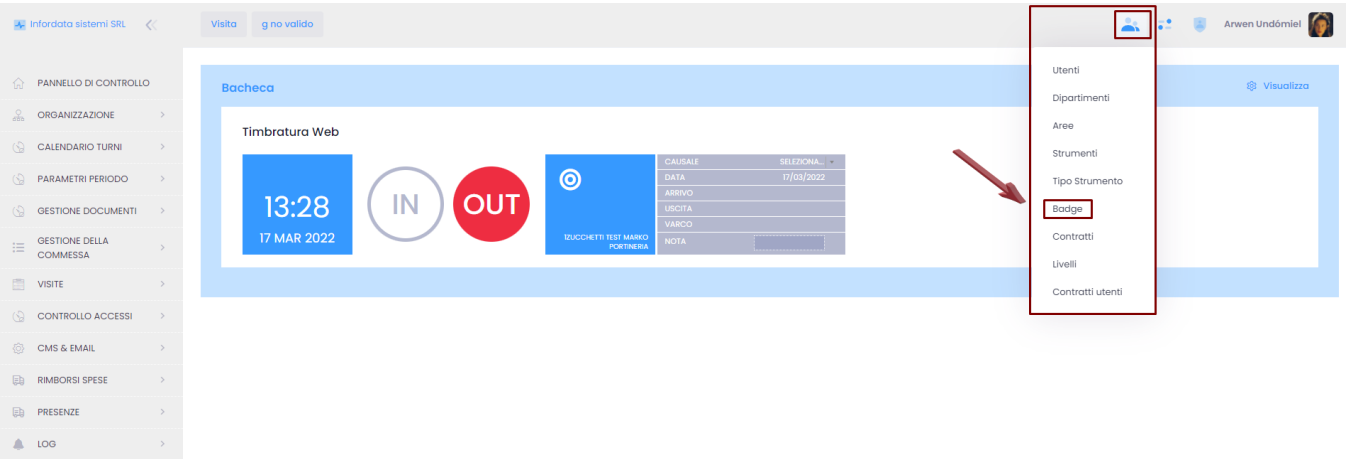 Infordata sistemi SRL
Visita
g no valido
Arwen Undómiel
PANNELLO DI CONTROLLO
ORGANIZZAZIONE
CALENDARIO TURNI
PARAMETRI PERIODO
GESTIONE DOCUMENTI
GESTIONE DELLA
COMMESSA
VISITE
CONTROLLO ACCESSI
CMS & EMAIL
RIMBORSI SPESE
PRESENZE
LOG
Bacheca
Visualizza
Timbratura Web
13:28
17 MAR 2022
IN
OUT
1ZUCCHETTI TEST MARKO
PORTINERIA
CAUSALE SELEZIONA...
DATA 17/03/2022
ARRIVO
USCITA
VARCO
NOTA
Utenti
Dipartimenti
Aree
Strumenti
Tipo Strumento
Badge
Contratti
Livelli
Contratti utenti